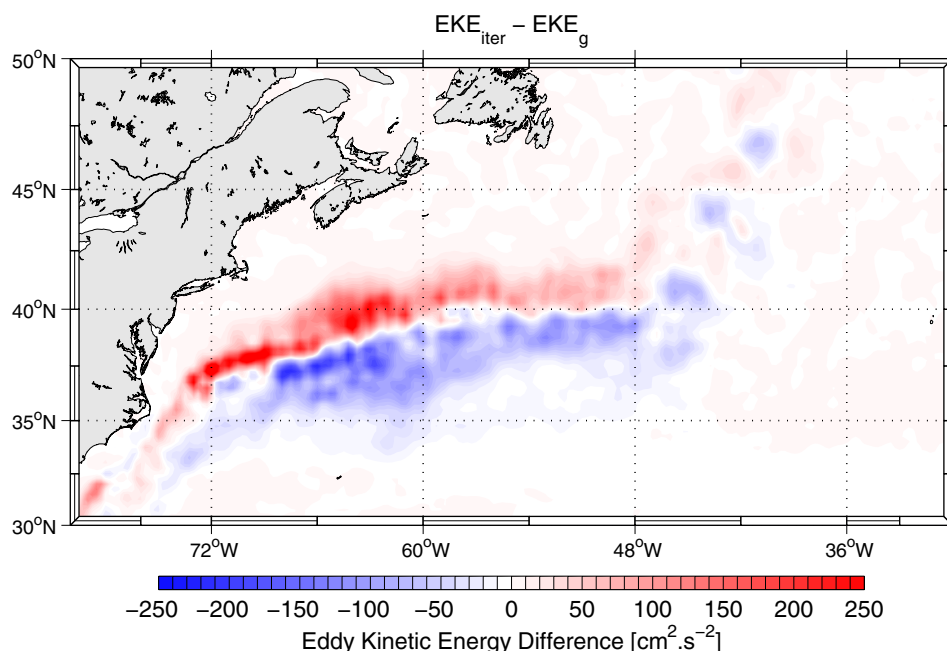 EKE_iter − EKE_g
50°N
45°N
40°N
35°N
30°N
72°W 60°W 48°W 36°W
−250 −200 −150 −100 −50 0 50 100 150 200 250
Eddy Kinetic Energy Difference [cm².s⁻²]